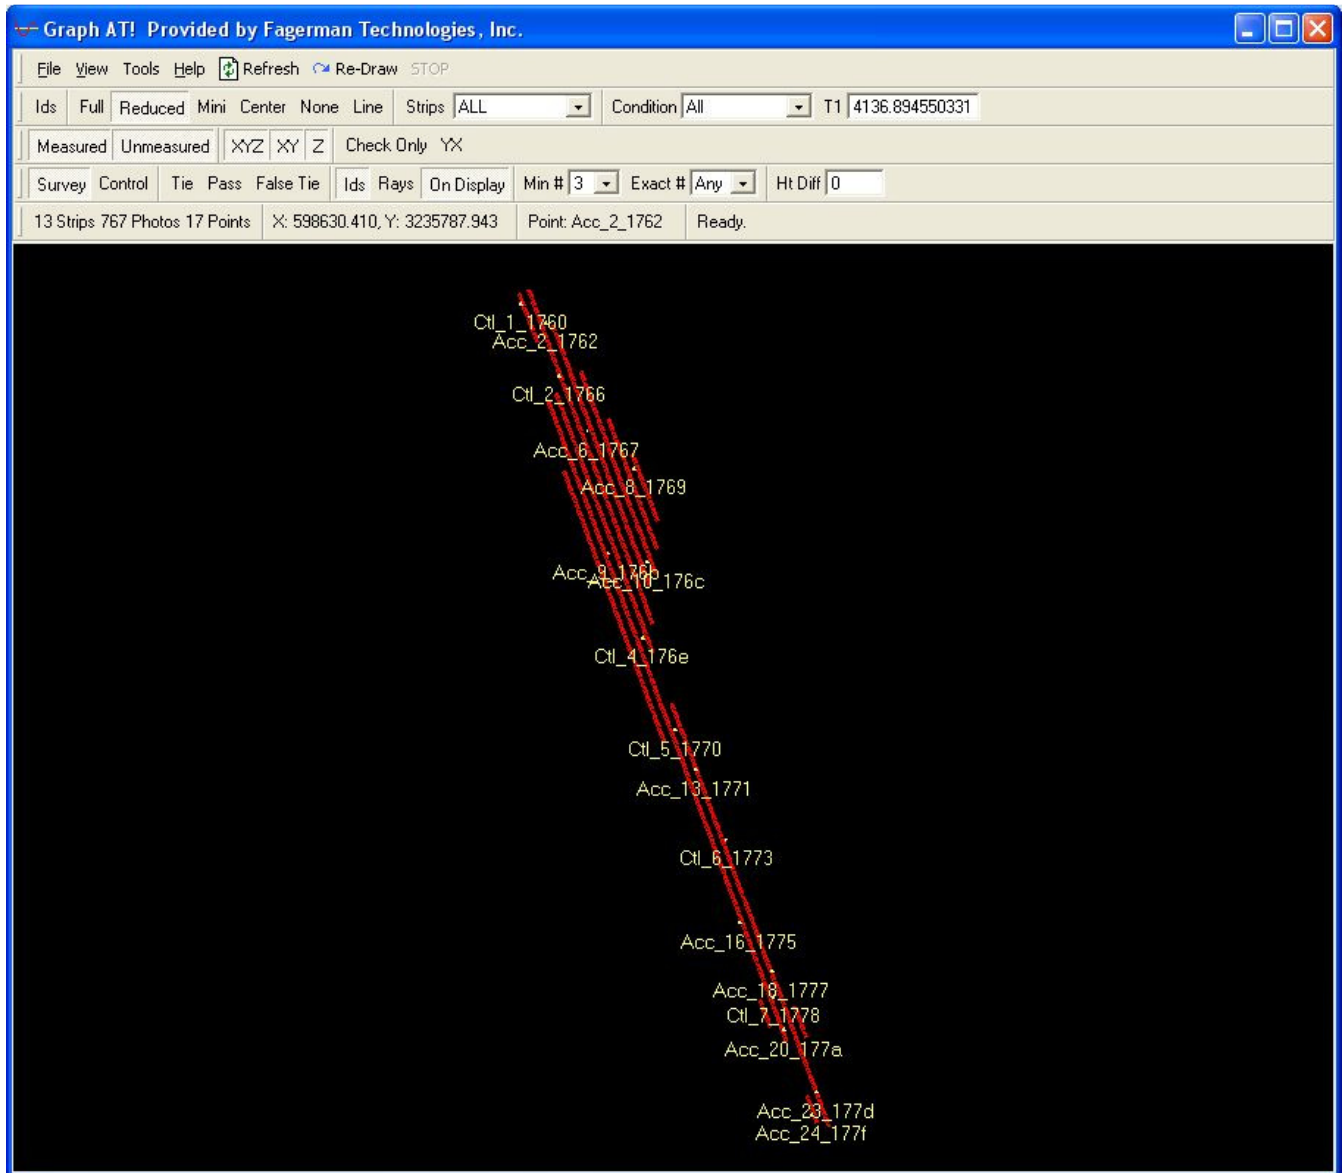 Graph AT! Provided by Fagerman Technologies, Inc.
File View Tools Help Refresh Re-Draw STOP
Ids Full Reduced Mini Center None Line Strips ALL Condition All T1 4136.894550331
Measured Unmeasured XYZ XY Z Check Only YX
Survey Control Tie Pass False Tie Ids Rays On Display Min # 3 Exact # Any Ht Diff 0
13 Strips 767 Photos 17 Points X: 598630.410, Y: 3235787.943 Point: Acc_2_1762 Ready.
Ctl_1_1760
Acc_2_1762
Ctl_2_1766
Acc_6_1767
Acc_8_1769
Acc_9_176b
Acc_10_176c
Ctl_4_176e
Ctl_5_1770
Acc_13_1771
Ctl_6_1773
Acc_16_1775
Acc_18_1777
Ctl_7_1778
Acc_20_177a
Acc_23_177d
Acc_24_177f